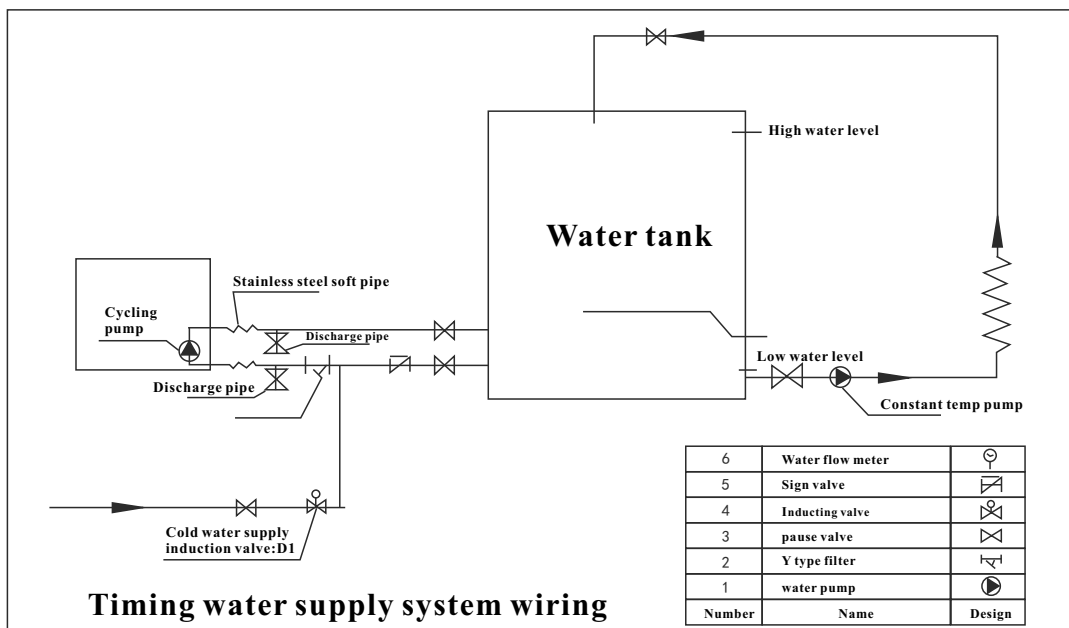 High water level
Water tank
Stainless steel soft pipe
Cycling
pump
Discharge pipe
Low water level
Discharge pipe
Constant temp pump
Cold water supply
induction valve:D1
6 Water flow meter
5 Sign valve
4 Inducting valve
3 pause valve
2 Y type filter
1 water pump
Number Name Design
Timing water supply system wiring